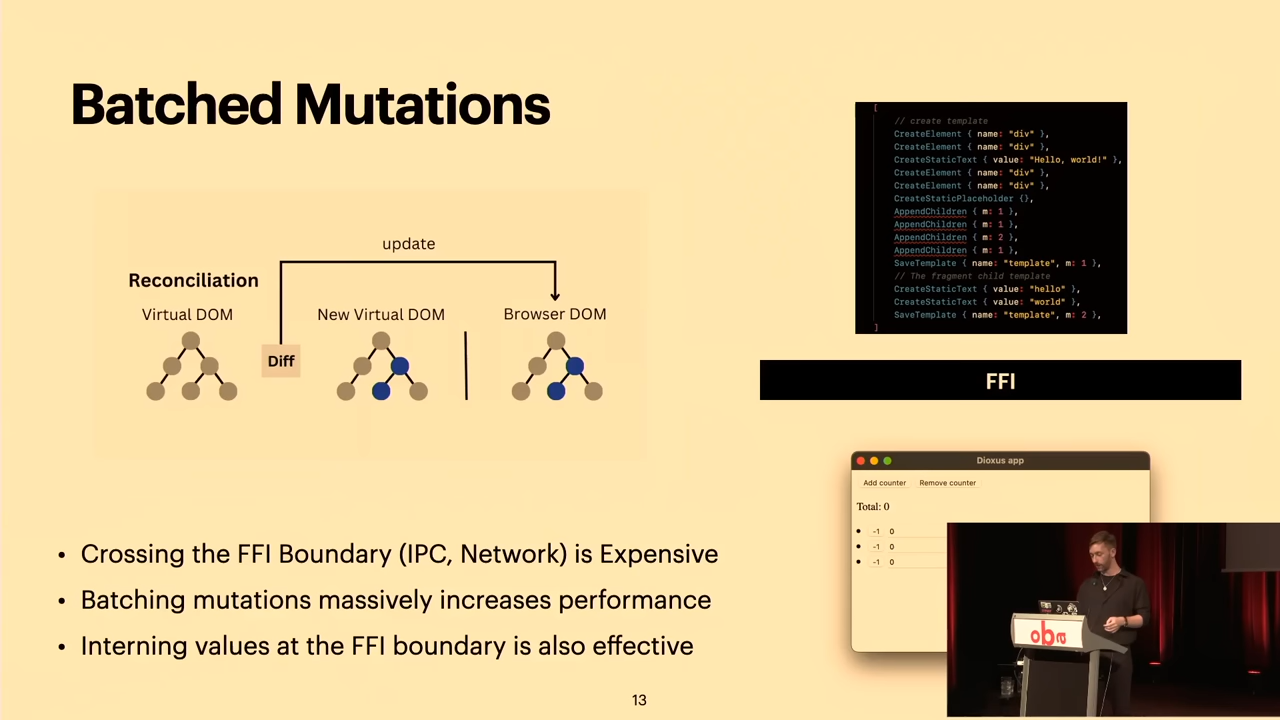 Batched Mutations
update
Reconciliation
Virtual DOM
New Virtual DOM
Browser DOM
Diff
• Crossing the FFI Boundary (IPC, Network) is Expensive
• Batching mutations massively increases performance
• Interning values at the FFI boundary is also effective
[
// create template
CreateElement { name: "div" },
CreateElement { name: "div" },
CreateStaticText { value: "Hello, world!" },
CreateElement { name: "div" },
CreateElement { name: "div" },
CreateStaticPlaceholder {},
AppendChildren { m: 1 },
AppendChildren { m: 1 },
AppendChildren { m: 2 },
AppendChildren { m: 1 },
SaveTemplate { name: "template", m: 1 },
// The fragment child template
CreateStaticText { value: "hello" },
CreateStaticText { value: "world" },
SaveTemplate { name: "template", m: 2 },
]
FFI
Dioxus app
Add counter Remove counter
Total: 0
• -1 0
• -1 0
• -1 0
13